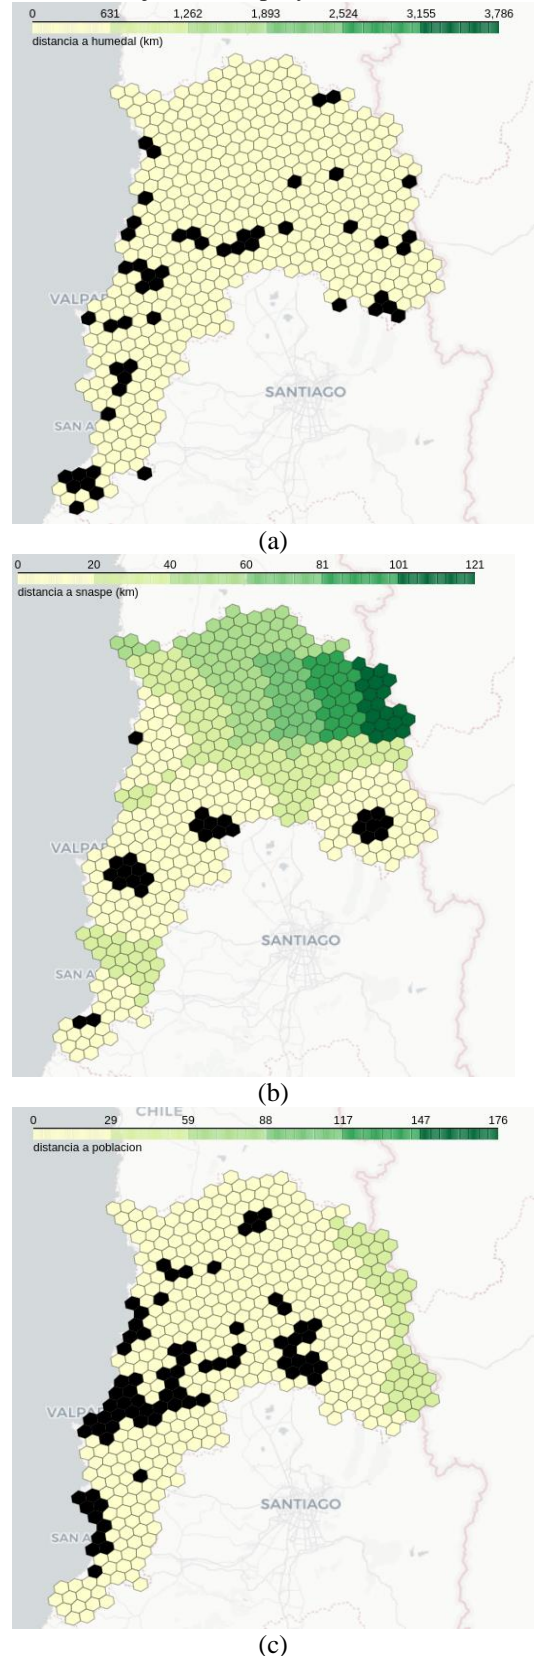 0 631 1,262 1,893 2,524 3,155 3,786
distancia a humedal (km)
VALPAR
SANTIAGO
SAN A
(a)
0 20 40 60 81 101 121
distancia a snaspe (km)
VALPAR
SANTIAGO
SAN A
(b)
CHILE
0 29 59 88 117 147 176
distancia a poblacion
VALPA
SANTIAGO
SAN A
(c)